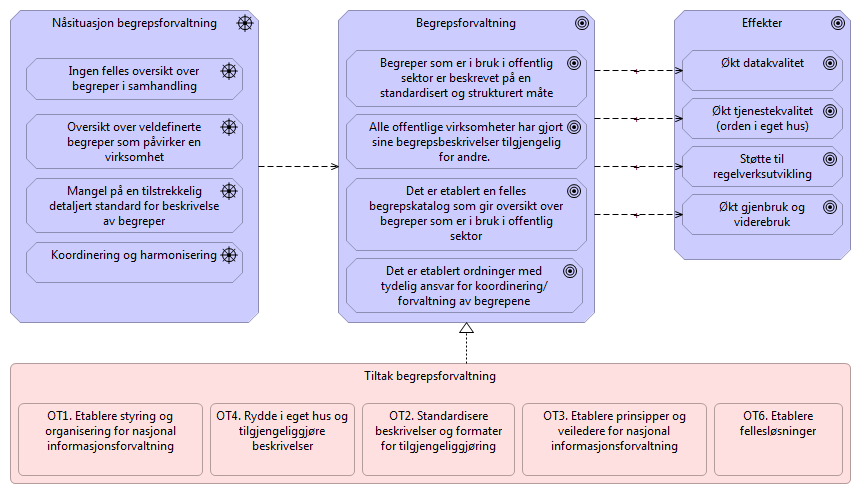 Nåsituasjon begrepsforvaltning
Ingen felles oversikt over
begreper i samhandling
Oversikt over veldefinerte
begreper som påvirker en
virksomhet
Mangel på en tilstrekkelig
detaljert standard for beskrivelse
av begreper
Koordinering og harmonisering
Begrepsforvaltning
Begreper som er i bruk i offentlig
sektor er beskrevet på en
standardisert og strukturert måte
Alle offentlige virksomheter har gjort
sine begrepsbeskrivelser tilgjengelig
for andre.
Det er etablert en felles
begrepskatalog som gir oversikt over
begreper som er i bruk i offentlig
sektor
Det er etablert ordninger med
tydelig ansvar for koordinering/
forvaltning av begrepene
Effekter
Økt datakvalitet
Økt tjenestekvalitet
(orden i eget hus)
Støtte til
regelverksutvikling
Økt gjenbruk og
viderebruk
Tiltak begrepsforvaltning
OT1. Etablere styring og
organisering for nasjonal
informasjonsforvaltning
OT4. Rydde i eget hus og
tilgjengeliggjøre
beskrivelser
OT2. Standardisere
beskrivelser og formater
for tilgjengeliggjøring
OT3. Etablere prinsipper og
veiledere for nasjonal
informasjonsforvaltning
OT6. Etablere
fellesløsninger